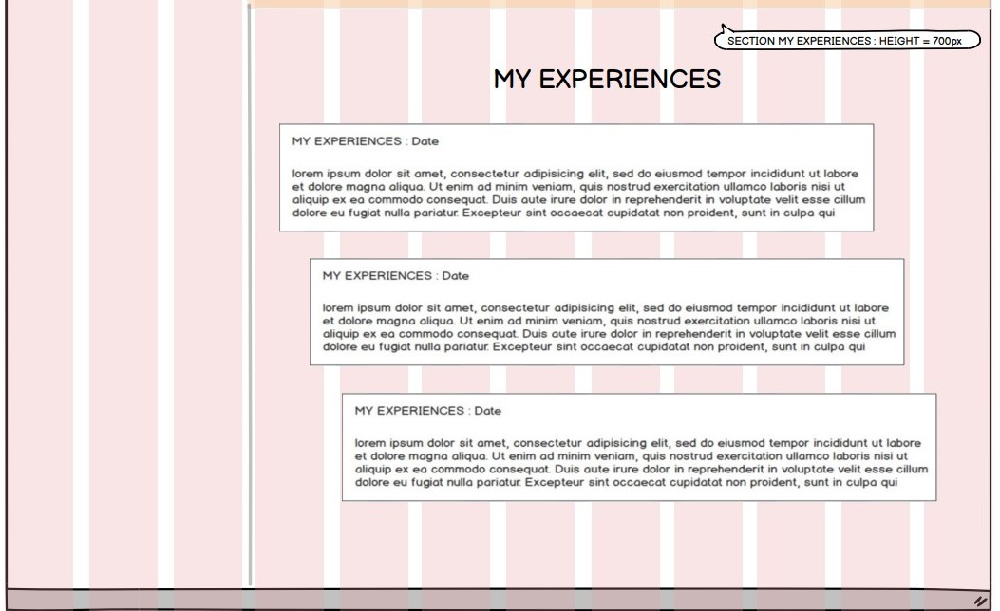 SECTION MY EXPERIENCES : HEIGHT = 700px
MY EXPERIENCES
MY EXPERIENCES : Date
lorem ipsum dolor sit amet, consectetur adipisicing elit, sed do eiusmod tempor incididunt ut labore
et dolore magna aliqua. Ut enim ad minim veniam, quis nostrud exercitation ullamco laboris nisi ut
aliquip ex ea commodo consequat. Duis aute irure dolor in reprehenderit in voluptate velit esse cillum
dolore eu fugiat nulla pariatur. Excepteur sint occaecat cupidatat non proident, sunt in culpa qui
MY EXPERIENCES : Date
lorem ipsum dolor sit amet, consectetur adipisicing elit, sed do eiusmod tempor incididunt ut labore
et dolore magna aliqua. Ut enim ad minim veniam, quis nostrud exercitation ullamco laboris nisi ut
aliquip ex ea commodo consequat. Duis aute irure dolor in reprehenderit in voluptate velit esse cillum
dolore eu fugiat nulla pariatur. Excepteur sint occaecat cupidatat non proident, sunt in culpa qui
MY EXPERIENCES : Date
lorem ipsum dolor sit amet, consectetur adipisicing elit, sed do eiusmod tempor incididunt ut labore
et dolore magna aliqua. Ut enim ad minim veniam, quis nostrud exercitation ullamco laboris nisi ut
aliquip ex ea commodo consequat. Duis aute irure dolor in reprehenderit in voluptate velit esse cillum
dolore eu fugiat nulla pariatur. Excepteur sint occaecat cupidatat non proident, sunt in culpa qui